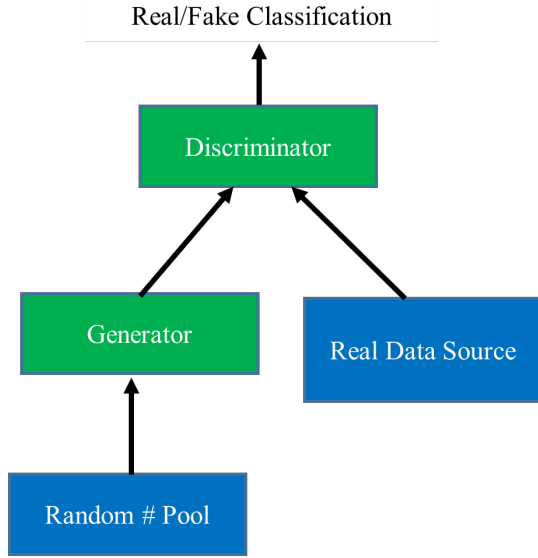 Real/Fake Classification
Discriminator
Generator
Real Data Source
Random # Pool